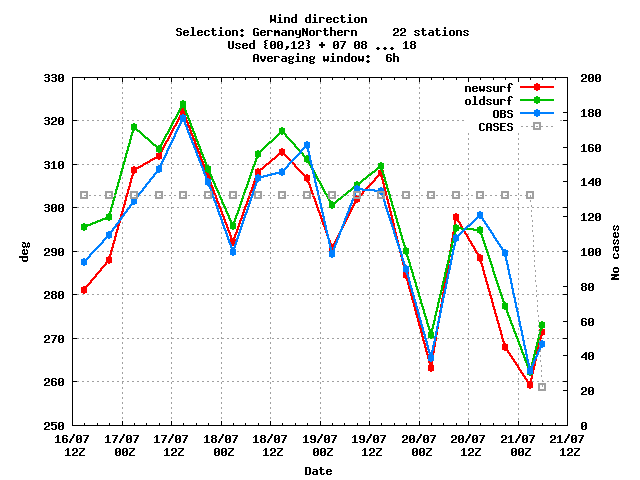 Wind direction
Selection: GermanyNorthern     22 stations
Used {00,12} + 07 08 ... 18
Averaging window:  6h
330
320
310
300
290
280
270
260
250
deg
200
180
160
140
120
100
80
60
40
20
0
No cases
newsurf
oldsurf
OBS
CASES
16/07 17/07 17/07 18/07 18/07 19/07 19/07 20/07 20/07 21/07 21/07
12Z 00Z 12Z 00Z 12Z 00Z 12Z 00Z 12Z 00Z 12Z
Date